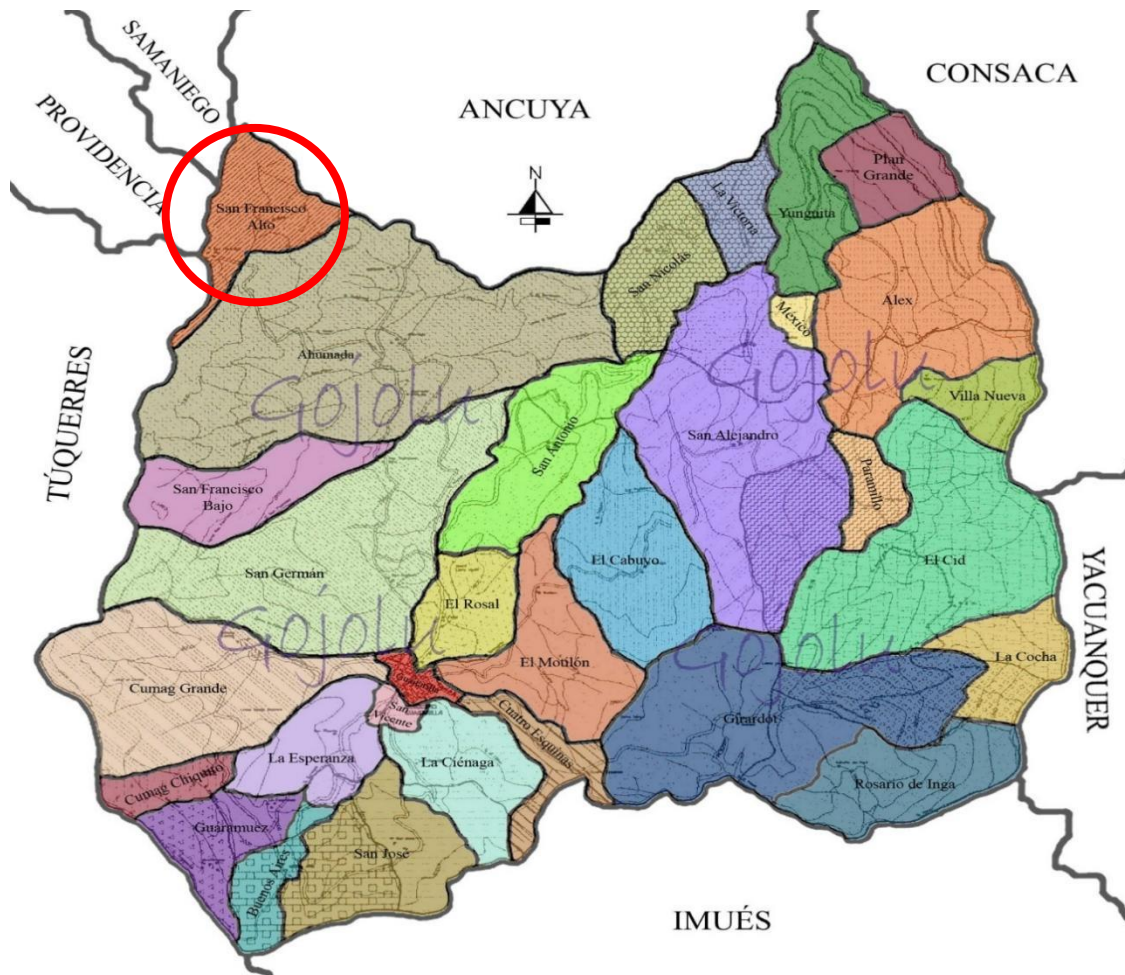 SAMANIEGO
PROVIDENCIA
ANCUYA
CONSACA
N
San Francisco
Alto
La Victoria
Yunguita
Plan
Grande
San Nicolás
México
Alex
Ahumada
Gojolu
Gojolu
Villa Nueva
TÚQUERRES
San Antonio
San Alejandro
Paramillo
San Francisco
Bajo
San Germán
El Cabuyo
El Cid
El Rosal
Gojolu
Gojolu
YACUANQUER
Cumag Grande
El Motilón
La Cocha
San
Vicente
Cuatro Esquinas
Girardot
La Esperanza
La Ciénaga
Cumag Chiquito
Rosario de Inga
Guaramuez
San José
Buenos Aires
IMUÉS